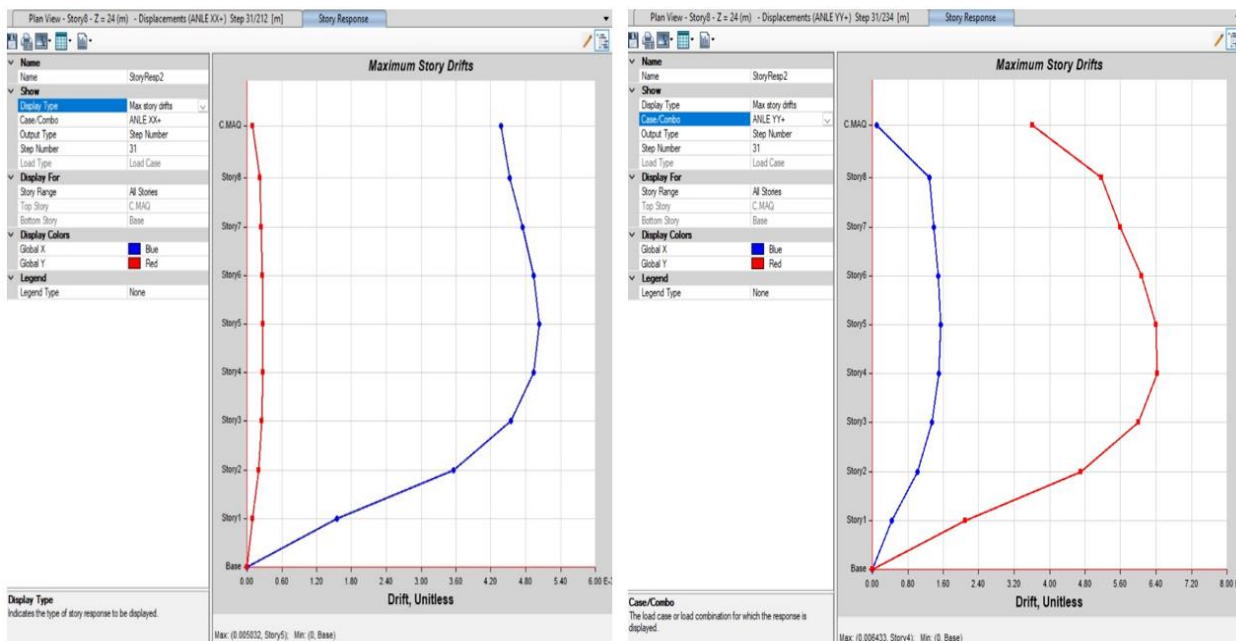 Plan View - Story8 - Z = 24 (m) - Displacements (ANLE XX+) Step 31/212 [m]
Story Response
Name
Name StoryResp2
Show
Display Type Max story drifts
Case/Combo ANLE XX+
Output Type Step Number
Step Number 31
Load Type Load Case
Display For
Story Range All Stories
Top Story C.MAQ
Bottom Story Base
Display Colors
Global X Blue
Global Y Red
Legend
Legend Type None
Display Type
Indicates the type of story response to be displayed.
Maximum Story Drifts
C.MAQ
Story8
Story7
Story6
Story5
Story4
Story3
Story2
Story1
Base
0.00 0.60 1.20 1.80 2.40 3.00 3.60 4.20 4.80 5.40 6.00 E-3
Drift, Unitless
Max: (0.005032, Story5); Min: (0, Base)
Plan View - Story8 - Z = 24 (m) - Displacements (ANLE YY+) Step 31/234 [m]
Story Response
Name
Name StoryResp2
Show
Display Type Max story drifts
Case/Combo ANLE YY+
Output Type Step Number
Step Number 31
Load Type Load Case
Display For
Story Range All Stories
Top Story C.MAQ
Bottom Story Base
Display Colors
Global X Blue
Global Y Red
Legend
Legend Type None
Case/Combo
The load case or load combination for which the response is
displayed.
Maximum Story Drifts
C.MAQ
Story8
Story7
Story6
Story5
Story4
Story3
Story2
Story1
Base
0.00 0.80 1.60 2.40 3.20 4.00 4.80 5.60 6.40 7.20 8.00
Drift, Unitless
Max: (0.006433, Story4); Min: (0, Base)